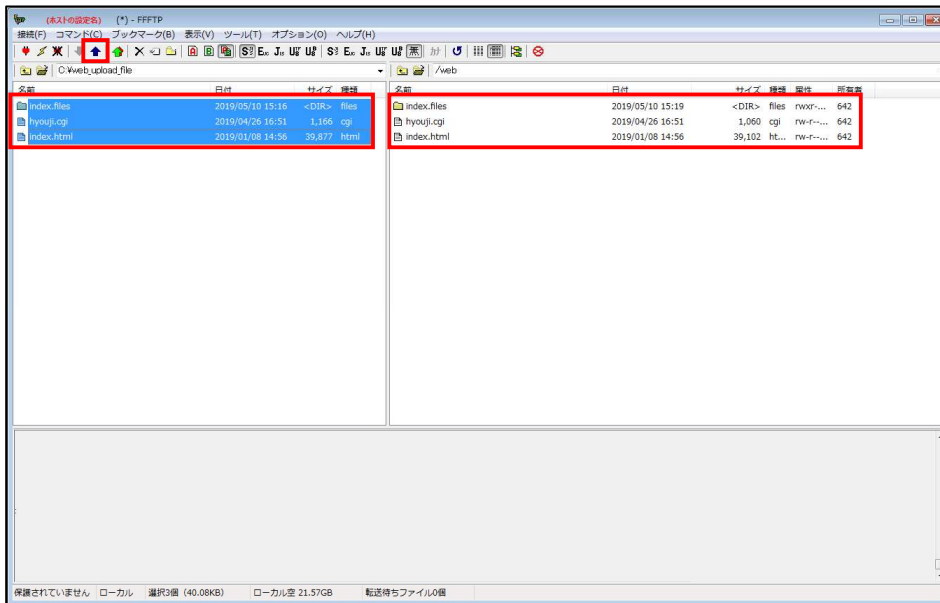 (ホストの設定名) (*) - FFFTP
接続(F) コマンド(C) ブックマーク(B) 表示(V) ツール(T) オプション(O) ヘルプ(H)
C:¥web_upload_file
/web
名前 日付 サイズ 種類
index.files 2019/05/10 15:16 <DIR> files
hyouji.cgi 2019/04/26 16:51 1,166 cgi
index.html 2019/01/08 14:56 39,877 html
名前 日付 サイズ 種類 属性 所有者
index.files 2019/05/10 15:19 <DIR> files rwxr-... 642
hyouji.cgi 2019/04/26 16:51 1,060 cgi rw-r--... 642
index.html 2019/01/08 14:56 39,102 ht... rw-r--... 642
保護されていません ローカル 選択3個 (40.08KB) ローカル空 21.57GB 転送待ちファイル0個